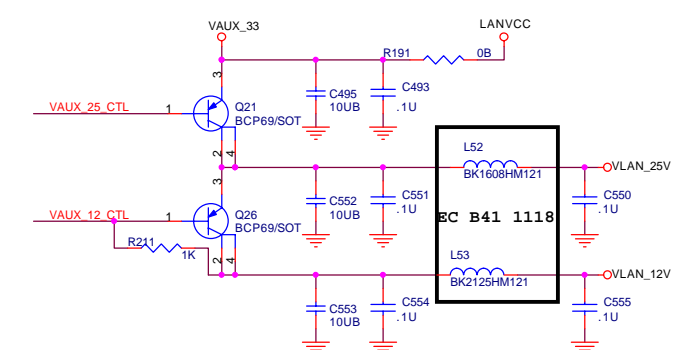 VAUX_33
LANVCC
R191
0B
3
C495
10UB
C493
.1U
VAUX_25_CTL
1
Q21
BCP69/SOT
2
4
L52
BK1608HM121
VLAN_25V
3
C552
10UB
C551
.1U
C550
.1U
EC B41 1118
VAUX_12_CTL
1
Q26
BCP69/SOT
R211
1K
2
4
L53
BK2125HM121
VLAN_12V
C553
10UB
C554
.1U
C555
.1U